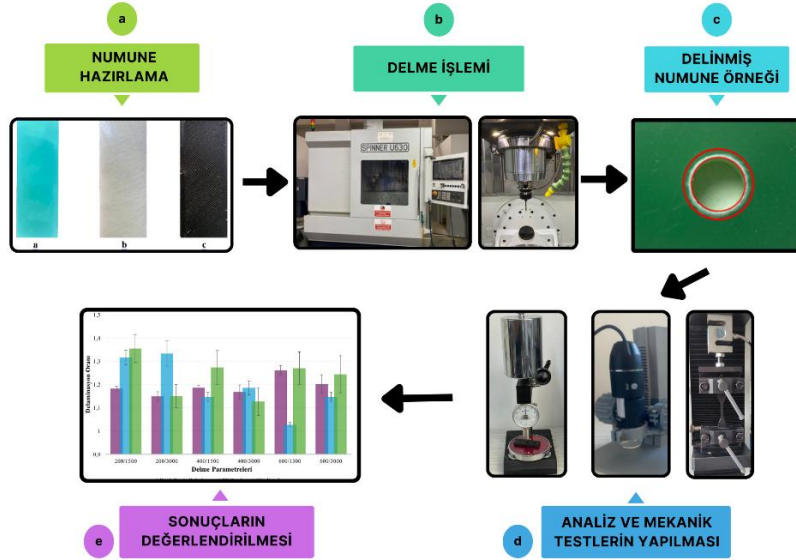 a
NUMUNE
HAZIRLAMA
b
DELME İŞLEMİ
c
DELİNMİŞ
NUMUNE ÖRNEĞİ
a
b
c
SPINNER U630
1,5
1,4
1,3
1,2
1,1
1
0,9
Delaminasyon Oranı
200/1500
200/3000
400/1500
400/3000
600/1500
600/3000
Delme Parametreleri
e
SONUÇLARIN
DEĞERLENDİRİLMESİ
d
ANALİZ VE MEKANİK
TESTLERİN YAPILMASI